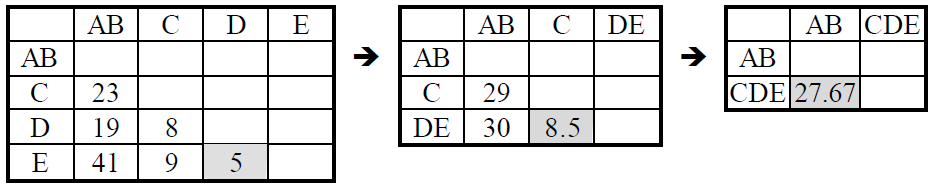 AB C D E
AB
C 23
D 19 8
E 41 9 5
➔
AB C DE
AB
C 29
DE 30 8.5
➔
AB CDE
AB
CDE 27.67